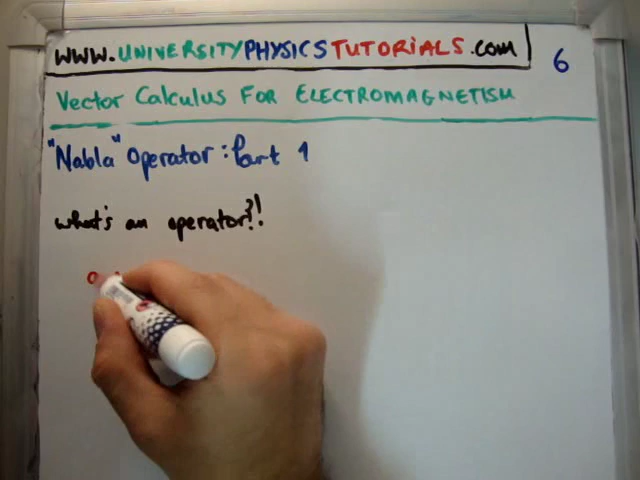 WWW.UNIVERSITYPHYSICSTUTORIALS.COM 6
Vector Calculus FOR ELECTROMAGNETISM
"Nabla" Operator: Part 1
what's an operator?!